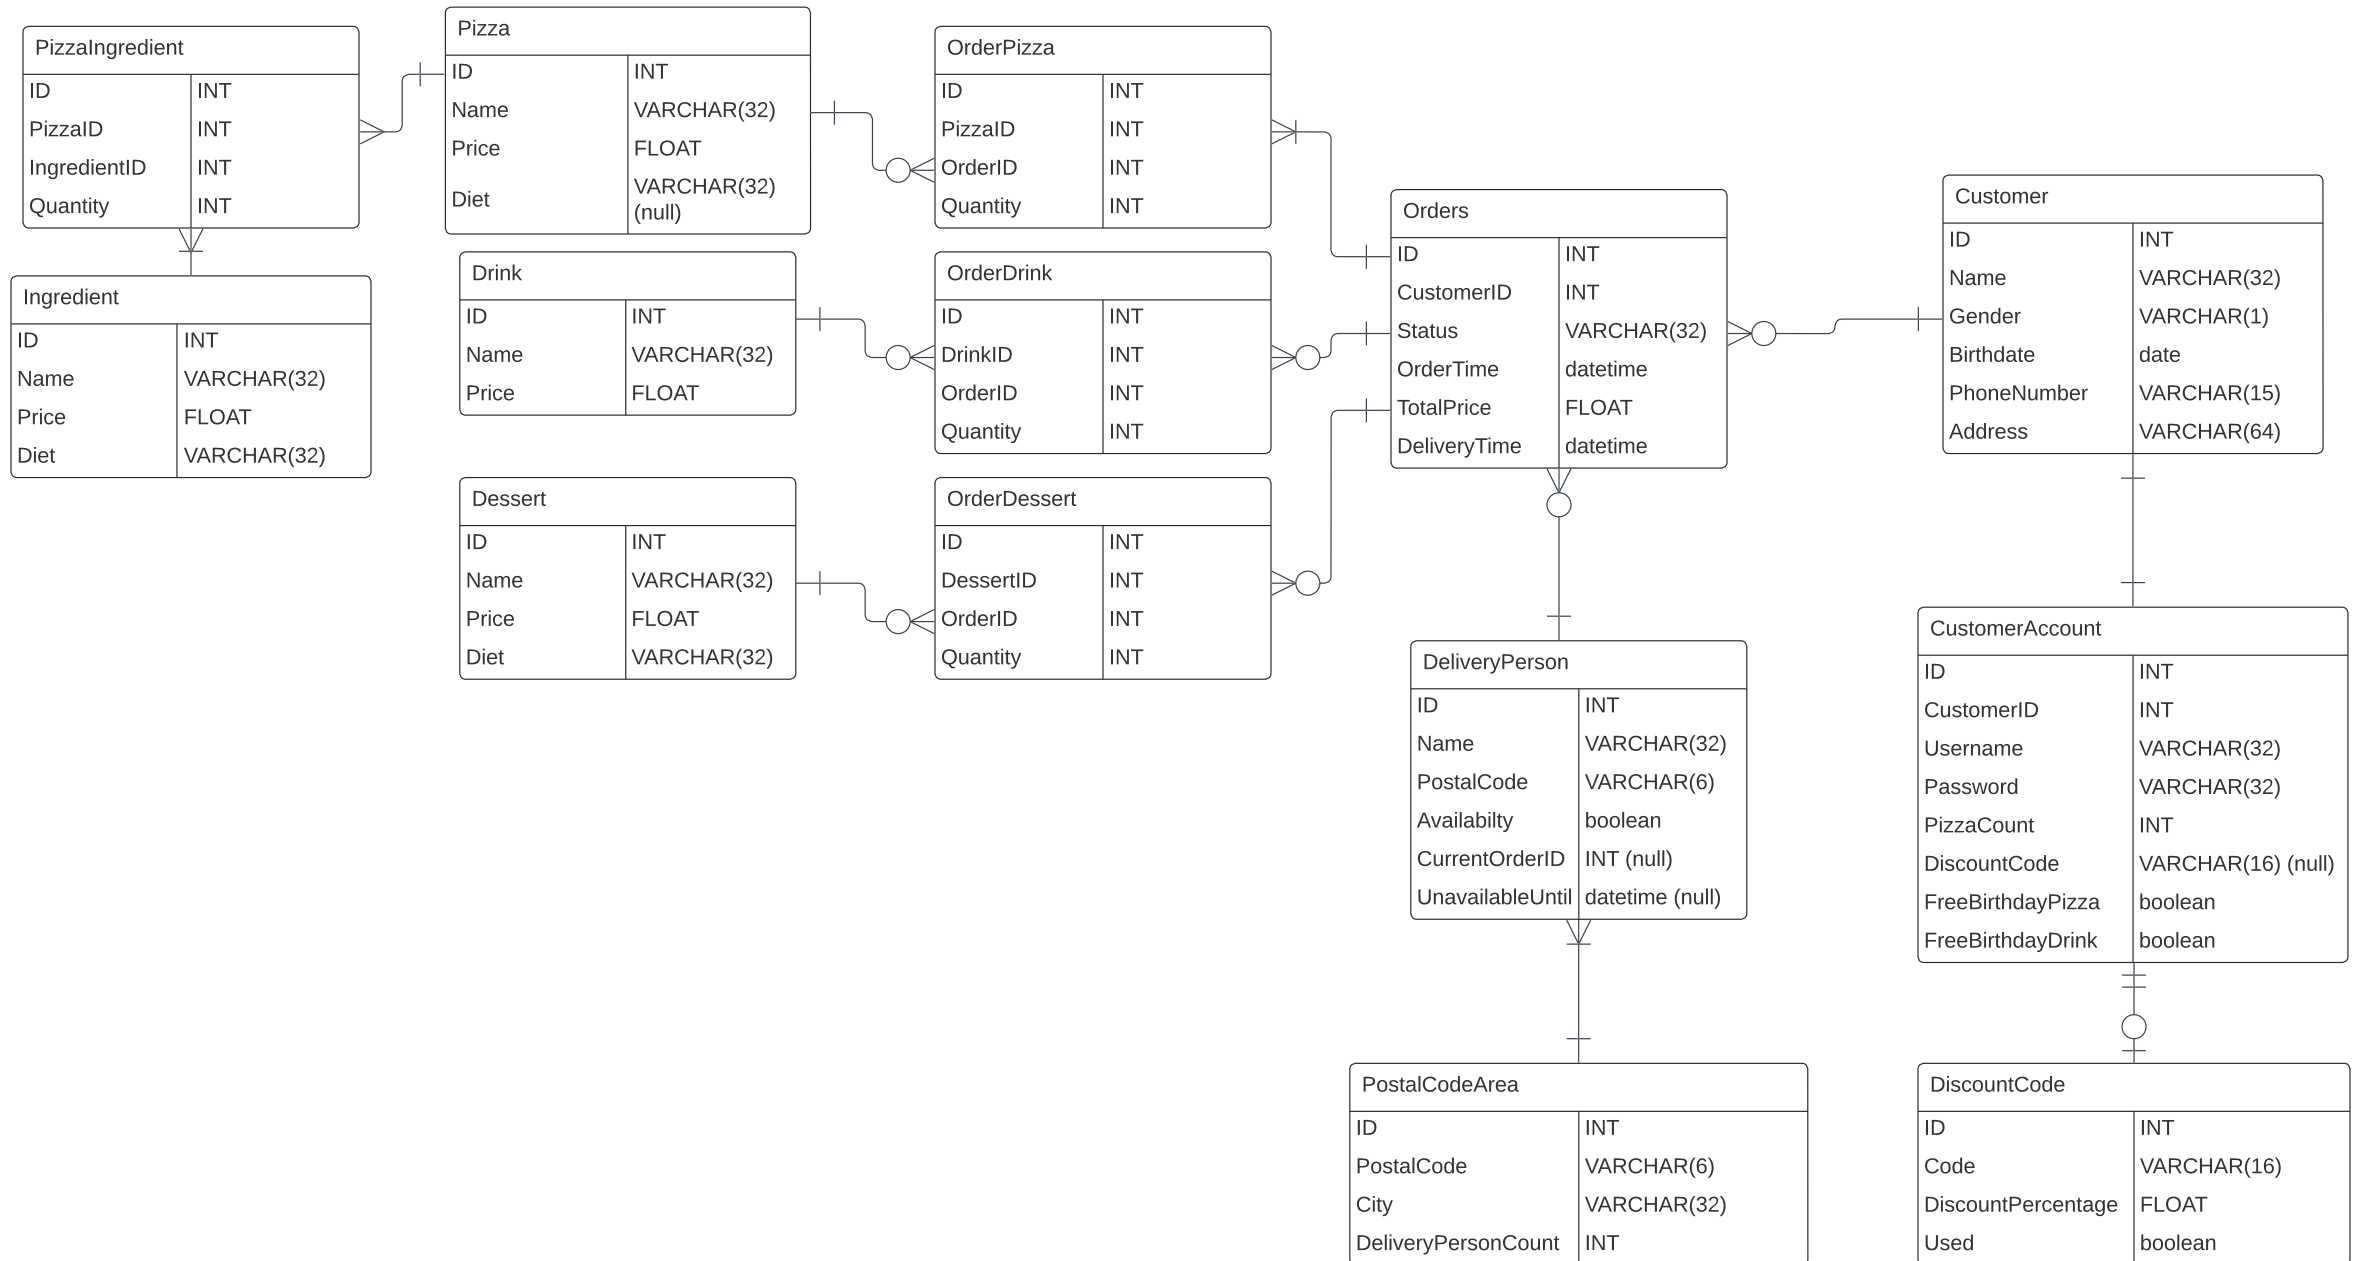 PizzaIngredient
ID INT
PizzaID INT
IngredientID INT
Quantity INT
Ingredient
ID INT
Name VARCHAR(32)
Price FLOAT
Diet VARCHAR(32)
Pizza
ID INT
Name VARCHAR(32)
Price FLOAT
Diet VARCHAR(32)
(null)
Drink
ID INT
Name VARCHAR(32)
Price FLOAT
Dessert
ID INT
Name VARCHAR(32)
Price FLOAT
Diet VARCHAR(32)
OrderPizza
ID INT
PizzaID INT
OrderID INT
Quantity INT
OrderDrink
ID INT
DrinkID INT
OrderID INT
Quantity INT
OrderDessert
ID INT
DessertID INT
OrderID INT
Quantity INT
Orders
ID INT
CustomerID INT
Status VARCHAR(32)
OrderTime datetime
TotalPrice FLOAT
DeliveryTime datetime
DeliveryPerson
ID INT
Name VARCHAR(32)
PostalCode VARCHAR(6)
Availabilty boolean
CurrentOrderID INT (null)
UnavailableUntil datetime (null)
PostalCodeArea
ID INT
PostalCode VARCHAR(6)
City VARCHAR(32)
DeliveryPersonCount INT
Customer
ID INT
Name VARCHAR(32)
Gender VARCHAR(1)
Birthdate date
PhoneNumber VARCHAR(15)
Address VARCHAR(64)
CustomerAccount
ID INT
CustomerID INT
Username VARCHAR(32)
Password VARCHAR(32)
PizzaCount INT
DiscountCode VARCHAR(16) (null)
FreeBirthdayPizza boolean
FreeBirthdayDrink boolean
DiscountCode
ID INT
Code VARCHAR(16)
DiscountPercentage FLOAT
Used boolean